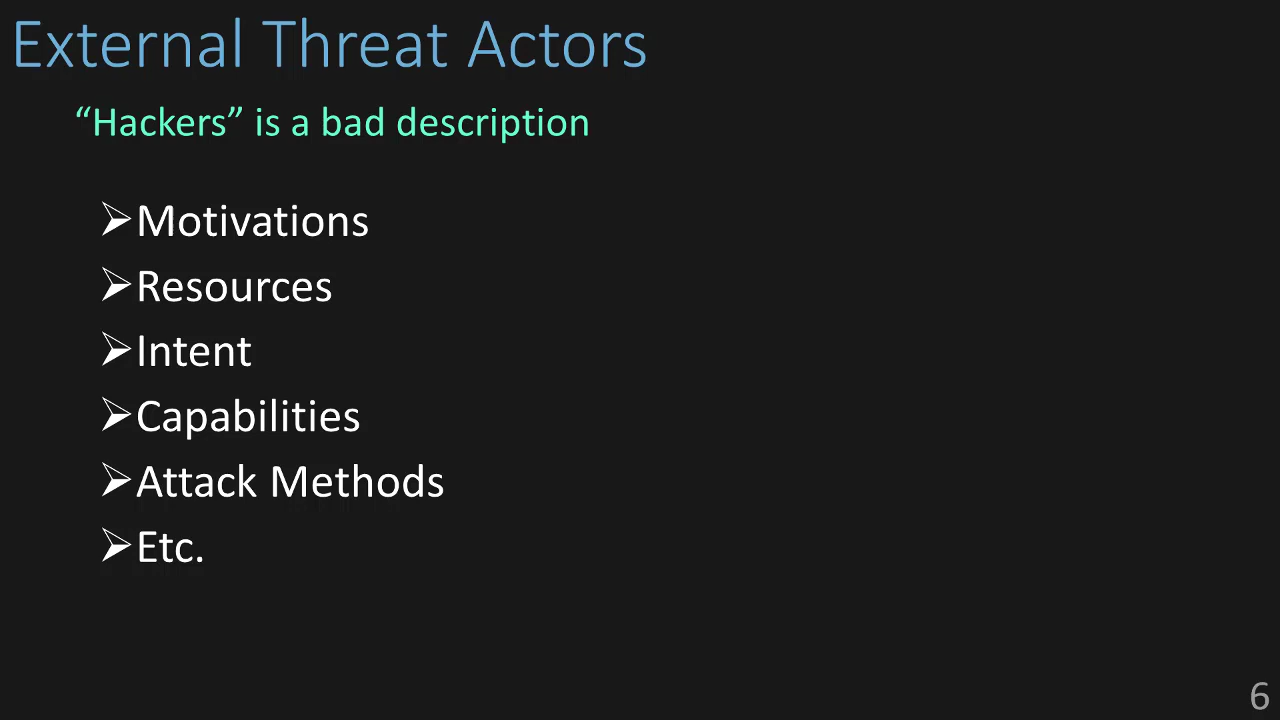 External Threat Actors
“Hackers” is a bad description
➢Motivations
➢Resources
➢Intent
➢Capabilities
➢Attack Methods
➢Etc.
6